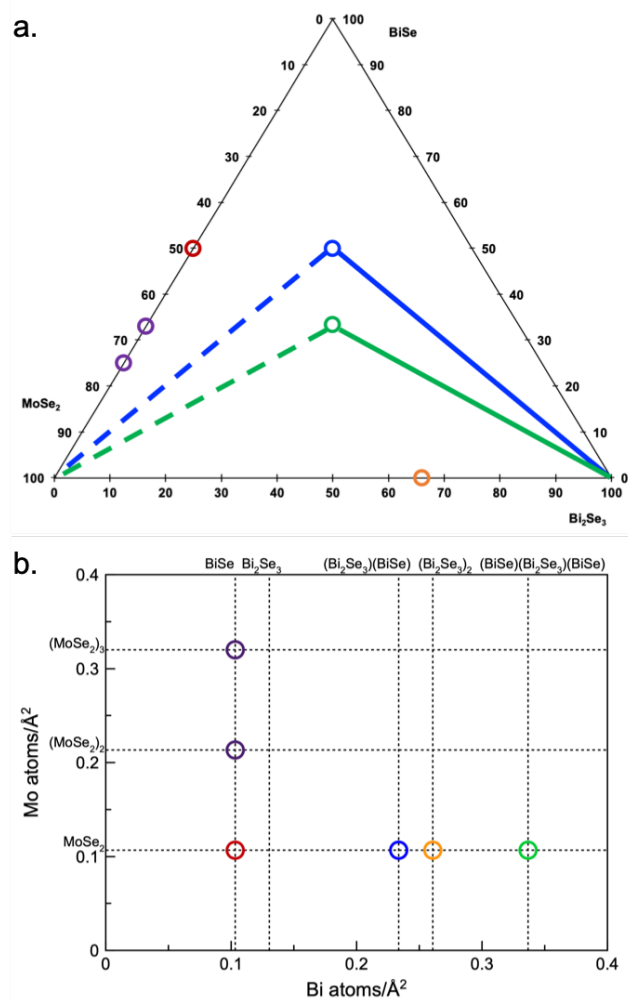 a.
0 100
BiSe
10 90
20 80
30 70
40 60
50 50
60 40
70 30
80 20
MoSe₂
90 10
100 0
0 10 20 30 40 50 60 70 80 90 100
Bi₂Se₃
b.
BiSe Bi₂Se₃ (Bi₂Se₃)(BiSe) (Bi₂Se₃)₂ (BiSe)(Bi₂Se₃)(BiSe)
0.4
(MoSe₂)₃
0.3
(MoSe₂)₂
0.2
MoSe₂
0.1
0
Mo atoms/Å²
0 0.1 0.2 0.3 0.4
Bi atoms/Å²